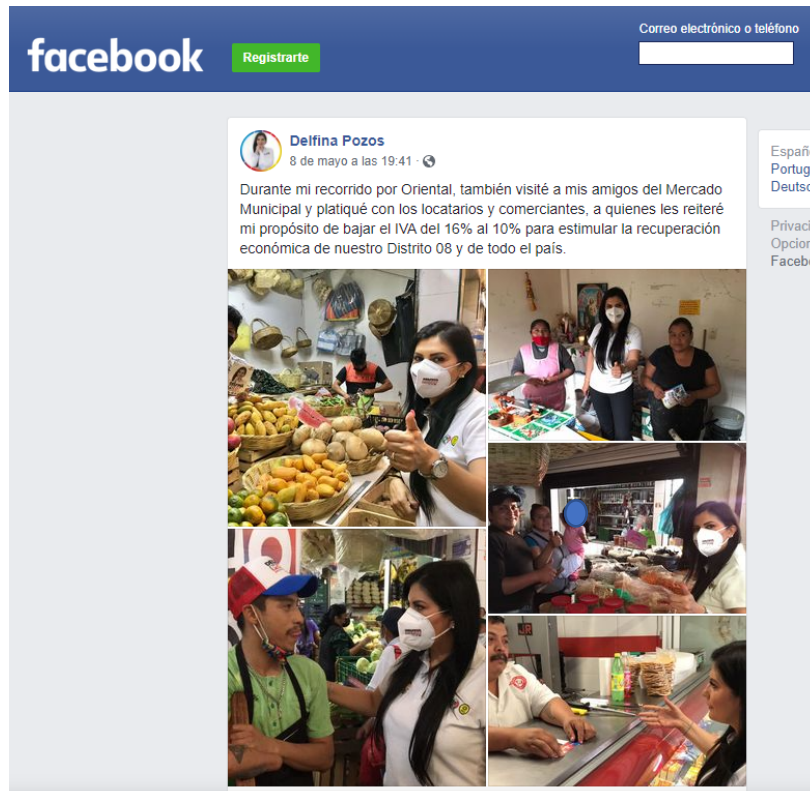 facebook
Registrarte
Correo electrónico o teléfono
Delfina Pozos
8 de mayo a las 19:41 ·
Durante mi recorrido por Oriental, también visité a mis amigos del Mercado
Municipal y platiqué con los locatarios y comerciantes, a quienes les reiteré
mi propósito de bajar el IVA del 16% al 10% para estimular la recuperación
económica de nuestro Distrito 08 y de todo el país.
Españ
Portug
Deutsc
Privaci
Opcion
Facebo